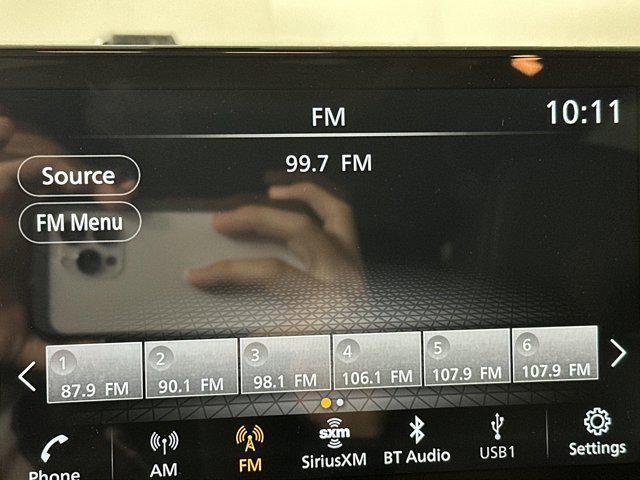 FM
10:11
99.7 FM
Source
FM Menu
1
87.9 FM
2
90.1 FM
3
98.1 FM
4
106.1 FM
5
107.9 FM
6
107.9 FM
Phone
AM
FM
sxm
SiriusXM
BT Audio
USB1
Settings